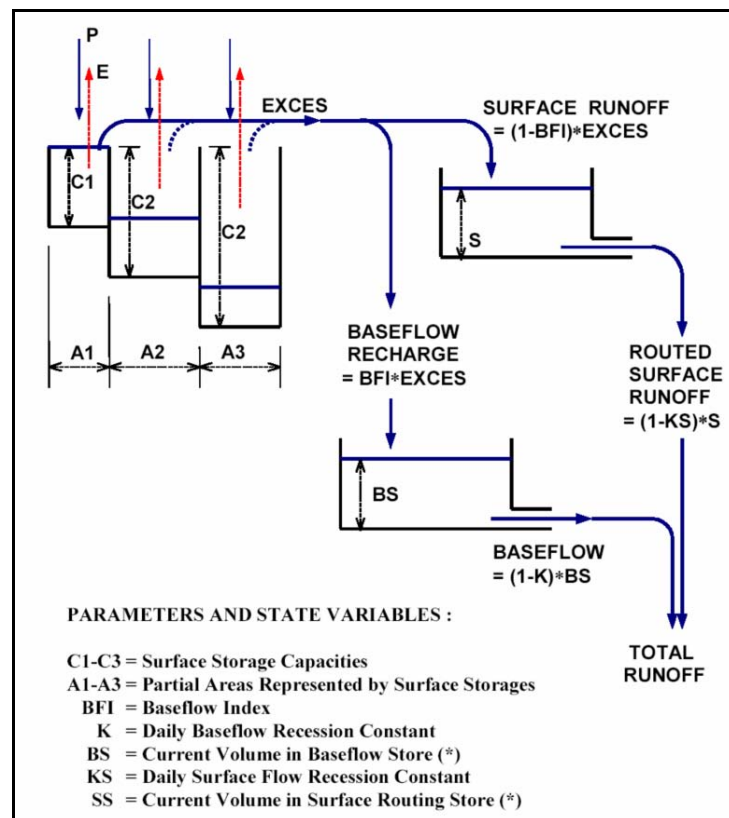 P
E
EXCES
SURFACE RUNOFF
= (1-BFI)*EXCES
C1
C2
C2
S
A1
A2
A3
BASEFLOW
RECHARGE
= BFI*EXCES
ROUTED
SURFACE
RUNOFF
= (1-KS)*S
BS
BASEFLOW
= (1-K)*BS
TOTAL
RUNOFF
PARAMETERS AND STATE VARIABLES :
C1-C3 = Surface Storage Capacities
A1-A3 = Partial Areas Represented by Surface Storages
BFI = Baseflow Index
K = Daily Baseflow Recession Constant
BS = Current Volume in Baseflow Store (*)
KS = Daily Surface Flow Recession Constant
SS = Current Volume in Surface Routing Store (*)